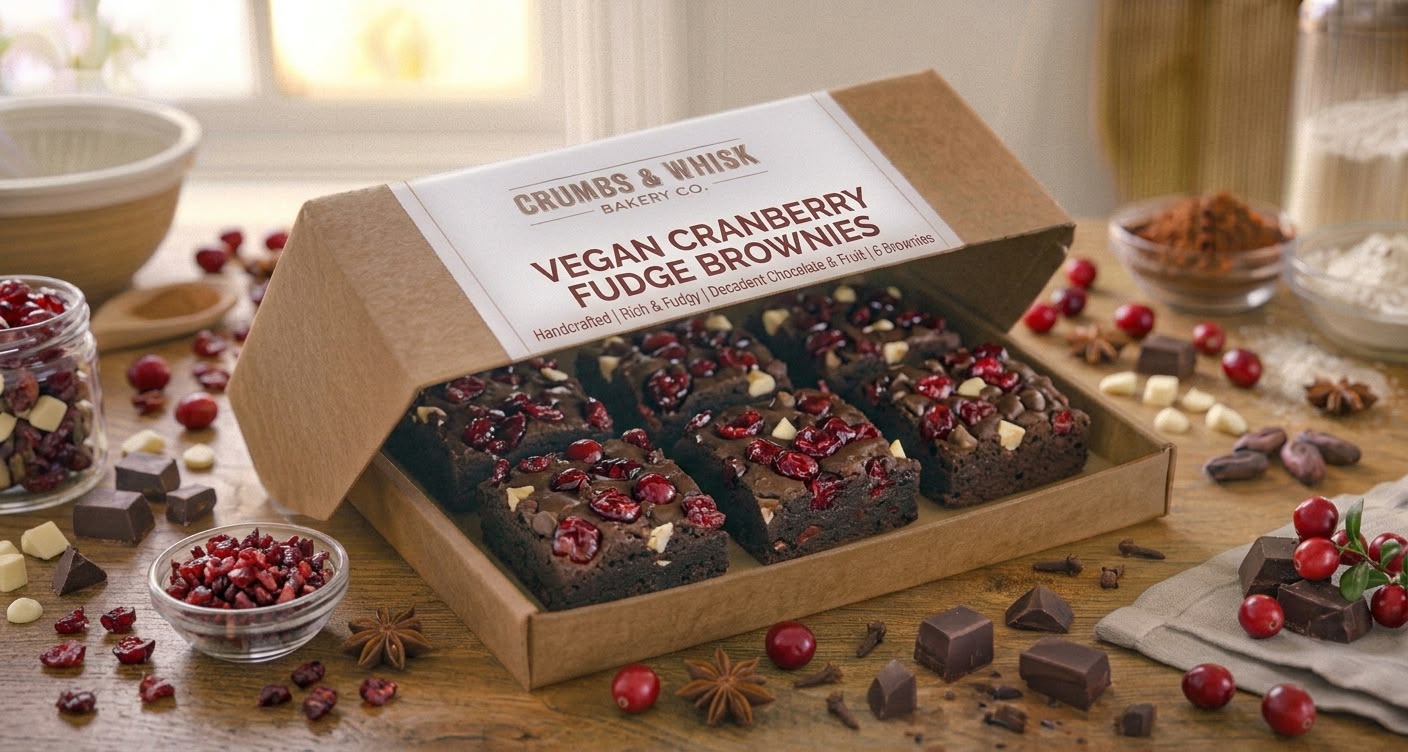 CRUMBS & WHISK
BAKERY CO.
VEGAN CRANBERRY
FUDGE BROWNIES
Handcrafted | Rich & Fudgy | Decadent Chocolate & Fruit | 6 Brownies